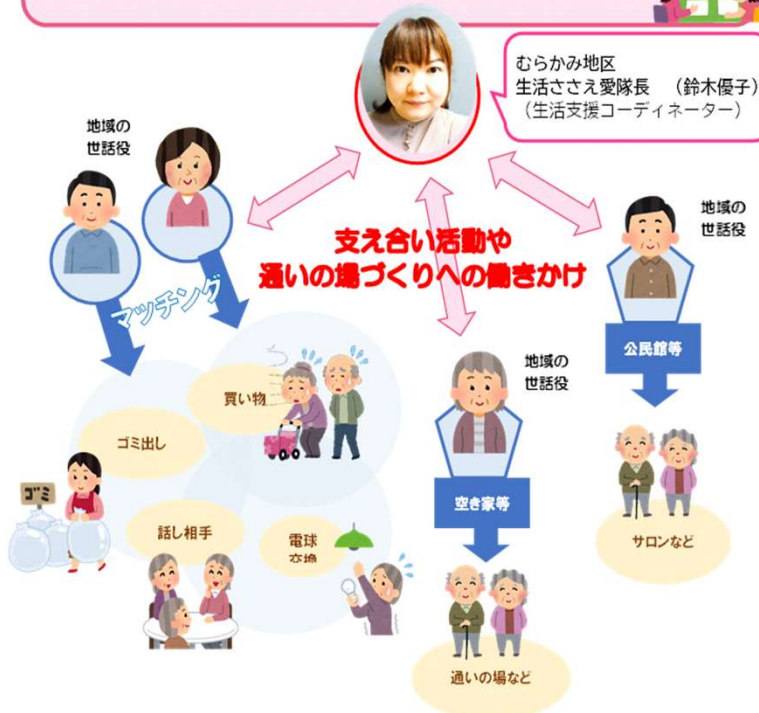 むらかみ地区
生活ささえ愛隊長　（鈴木優子）
（生活支援コーディネーター）
地域の
世話役
地域の
世話役
支え合い活動や
通いの場づくりへの働きかけ
マッチング
公民館等
地域の
世話役
買い物
ゴミ出し
ゴミ
空き家等
話し相手
電球
交換
サロンなど
通いの場など